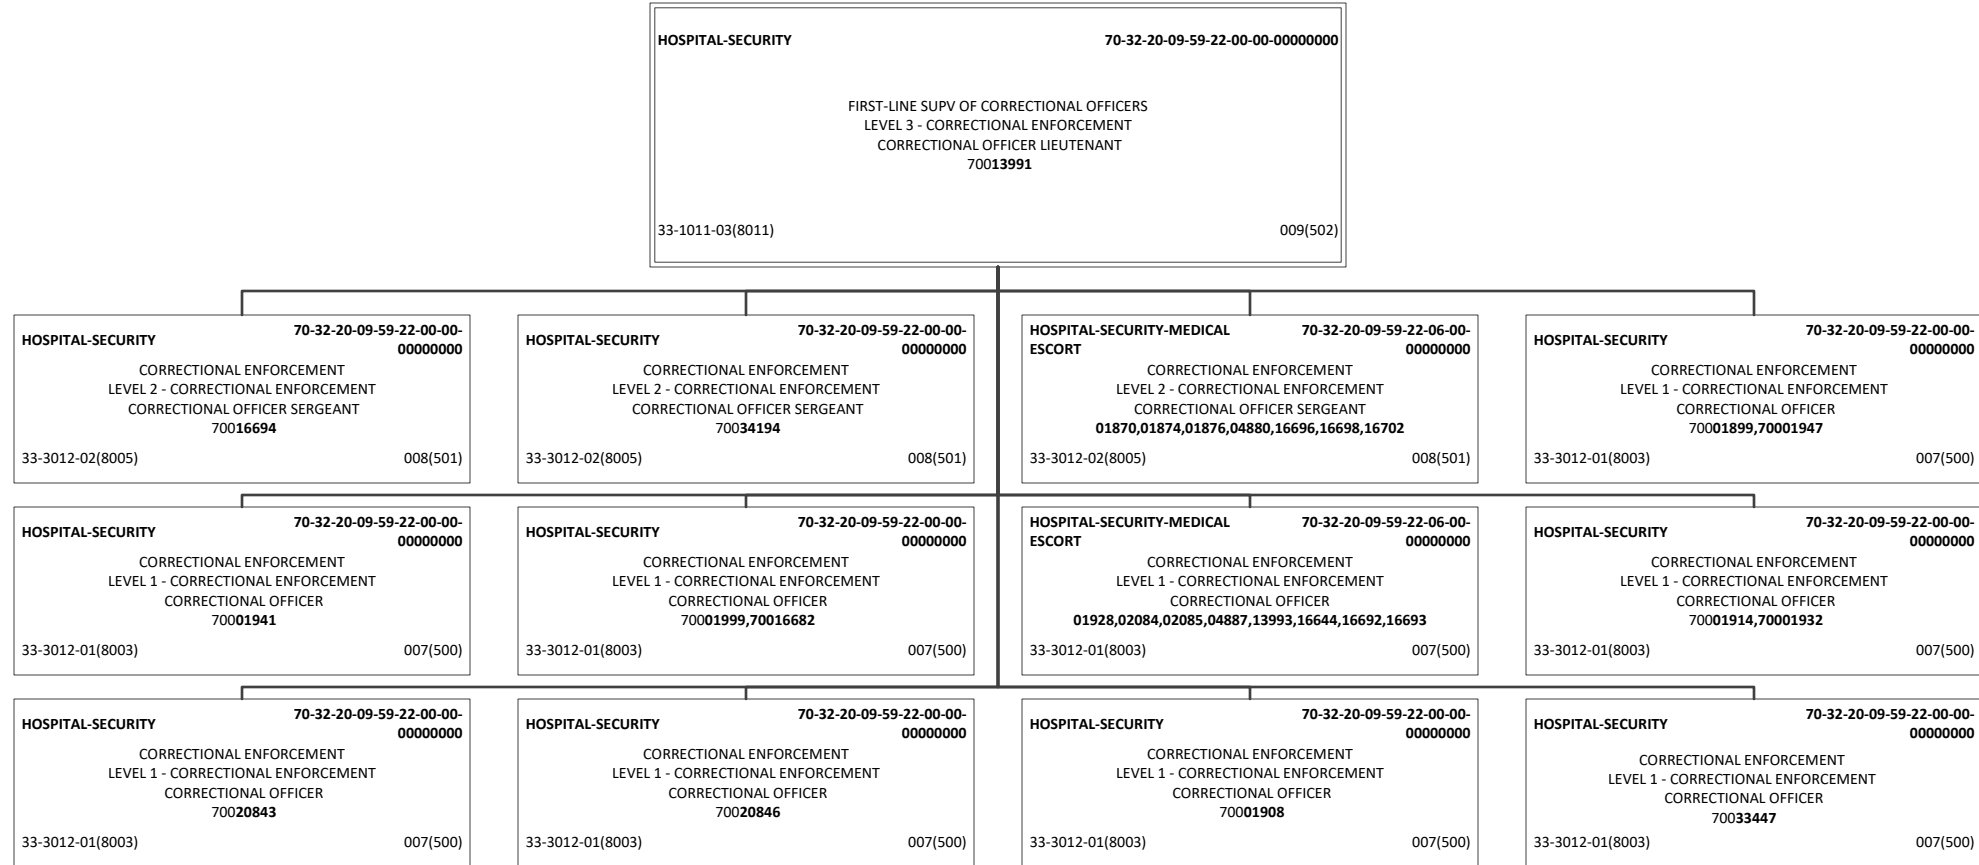 HOSPITAL-SECURITY 70-32-20-09-59-22-00-00-00000000
FIRST-LINE SUPV OF CORRECTIONAL OFFICERS
LEVEL 3 - CORRECTIONAL ENFORCEMENT
CORRECTIONAL OFFICER LIEUTENANT
70013991
33-1011-03(8011) 009(502)
HOSPITAL-SECURITY
70-32-20-09-59-22-00-00-
00000000
CORRECTIONAL ENFORCEMENT
LEVEL 2 - CORRECTIONAL ENFORCEMENT
CORRECTIONAL OFFICER SERGEANT
70016694
33-3012-02(8005) 008(501)
HOSPITAL-SECURITY
70-32-20-09-59-22-00-00-
00000000
CORRECTIONAL ENFORCEMENT
LEVEL 2 - CORRECTIONAL ENFORCEMENT
CORRECTIONAL OFFICER SERGEANT
70034194
33-3012-02(8005) 008(501)
HOSPITAL-SECURITY-MEDICAL
ESCORT
70-32-20-09-59-22-06-00-
00000000
CORRECTIONAL ENFORCEMENT
LEVEL 2 - CORRECTIONAL ENFORCEMENT
CORRECTIONAL OFFICER SERGEANT
01870,01874,01876,04880,16696,16698,16702
33-3012-02(8005) 008(501)
HOSPITAL-SECURITY
70-32-20-09-59-22-00-00-
00000000
CORRECTIONAL ENFORCEMENT
LEVEL 1 - CORRECTIONAL ENFORCEMENT
CORRECTIONAL OFFICER
70001899,70001947
33-3012-01(8003) 007(500)
HOSPITAL-SECURITY
70-32-20-09-59-22-00-00-
00000000
CORRECTIONAL ENFORCEMENT
LEVEL 1 - CORRECTIONAL ENFORCEMENT
CORRECTIONAL OFFICER
70001941
33-3012-01(8003) 007(500)
HOSPITAL-SECURITY
70-32-20-09-59-22-00-00-
00000000
CORRECTIONAL ENFORCEMENT
LEVEL 1 - CORRECTIONAL ENFORCEMENT
CORRECTIONAL OFFICER
70001999,70016682
33-3012-01(8003) 007(500)
HOSPITAL-SECURITY-MEDICAL
ESCORT
70-32-20-09-59-22-06-00-
00000000
CORRECTIONAL ENFORCEMENT
LEVEL 1 - CORRECTIONAL ENFORCEMENT
CORRECTIONAL OFFICER
01928,02084,02085,04887,13993,16644,16692,16693
33-3012-01(8003) 007(500)
HOSPITAL-SECURITY
70-32-20-09-59-22-00-00-
00000000
CORRECTIONAL ENFORCEMENT
LEVEL 1 - CORRECTIONAL ENFORCEMENT
CORRECTIONAL OFFICER
70001914,70001932
33-3012-01(8003) 007(500)
HOSPITAL-SECURITY
70-32-20-09-59-22-00-00-
00000000
CORRECTIONAL ENFORCEMENT
LEVEL 1 - CORRECTIONAL ENFORCEMENT
CORRECTIONAL OFFICER
70020843
33-3012-01(8003) 007(500)
HOSPITAL-SECURITY
70-32-20-09-59-22-00-00-
00000000
CORRECTIONAL ENFORCEMENT
LEVEL 1 - CORRECTIONAL ENFORCEMENT
CORRECTIONAL OFFICER
70020846
33-3012-01(8003) 007(500)
HOSPITAL-SECURITY
70-32-20-09-59-22-00-00-
00000000
CORRECTIONAL ENFORCEMENT
LEVEL 1 - CORRECTIONAL ENFORCEMENT
CORRECTIONAL OFFICER
70001908
33-3012-01(8003) 007(500)
HOSPITAL-SECURITY
70-32-20-09-59-22-00-00-
00000000
CORRECTIONAL ENFORCEMENT
LEVEL 1 - CORRECTIONAL ENFORCEMENT
CORRECTIONAL OFFICER
70033447
33-3012-01(8003) 007(500)